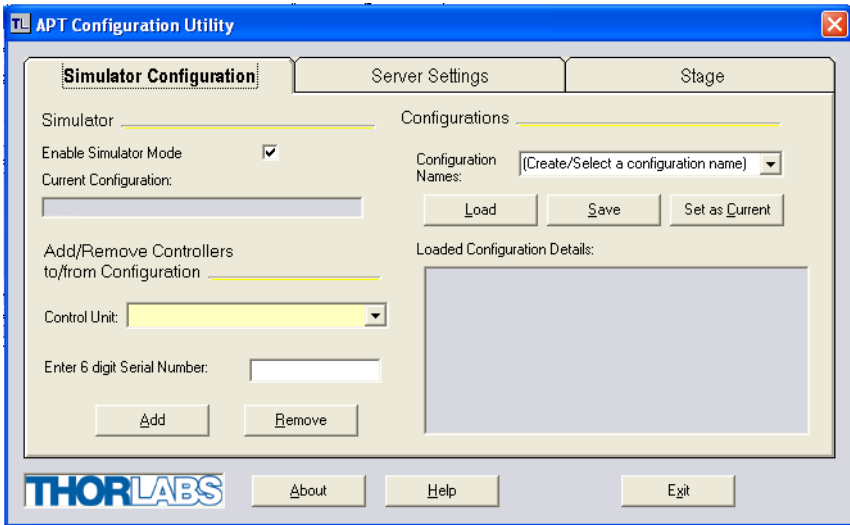 TL APT Configuration Utility
Simulator Configuration
Server Settings
Stage
Simulator
Enable Simulator Mode
Current Configuration:
Add/Remove Controllers
to/from Configuration
Control Unit:
Enter 6 digit Serial Number:
Add
Remove
Configurations
Configuration
Names:
(Create/Select a configuration name)
Load
Save
Set as Current
Loaded Configuration Details:
THORLABS
About
Help
Exit